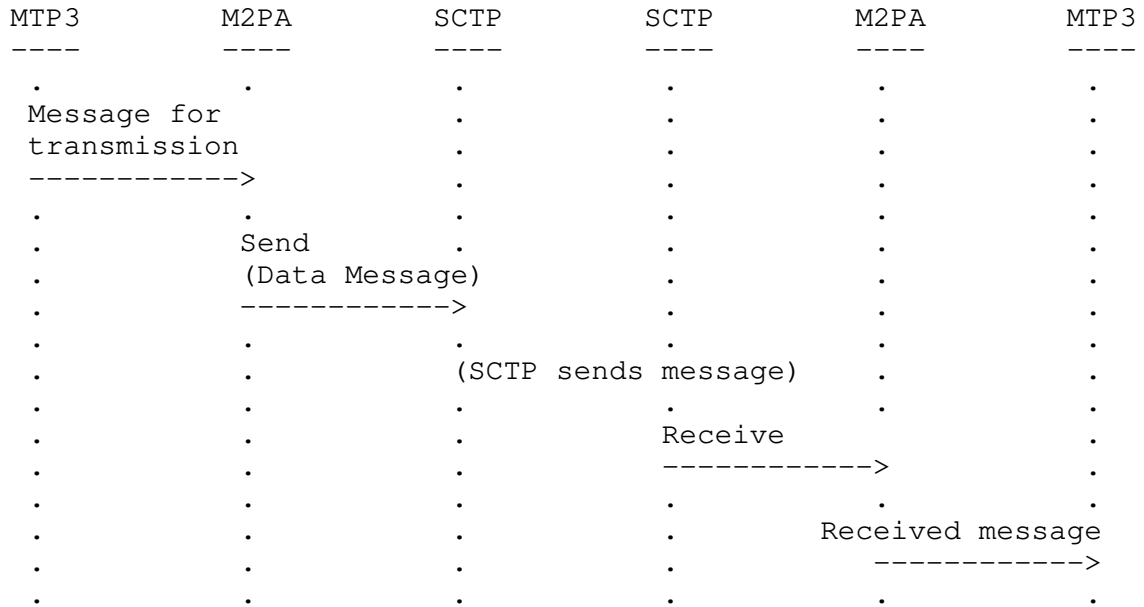 MTP3        M2PA        SCTP        SCTP        M2PA        MTP3
----        ----        ----        ----        ----        ----
 .           .           .           .           .           .
 Message for             .           .           .           .
 transmission            .           .           .           .
 ------------>           .           .           .           .
 .           .           .           .           .           .
 .           Send        .           .           .           .
 .           (Data Message)          .           .           .
 .           ------------>           .           .           .
 .           .           .           .           .           .
 .           .           (SCTP sends message)    .           .
 .           .           .           .           .           .
 .           .           .           Receive                 .
 .           .           .           ------------>           .
 .           .           .           .           .           .
 .           .           .           .        Received message
 .           .           .           .           ------------>
 .           .           .           .           .           .